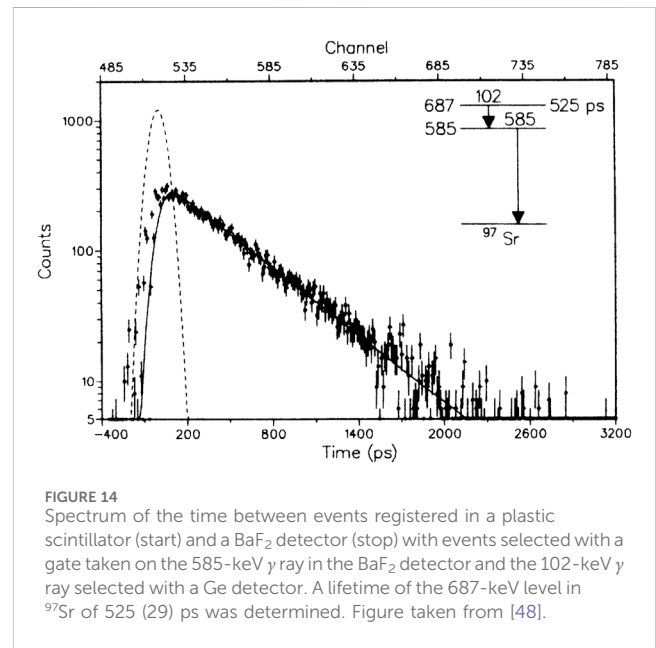 Channel
485 535 585 635 685 735 785
1000
100
10
5
Counts
687 102 525 ps
585 585
97 Sr
-400 200 800 1400 2000 2600 3200
Time (ps)
FIGURE 14
Spectrum of the time between events registered in a plastic
scintillator (start) and a BaF2 detector (stop) with events selected with a
gate taken on the 585-keV γ ray in the BaF2 detector and the 102-keV γ
ray selected with a Ge detector. A lifetime of the 687-keV level in
97Sr of 525 (29) ps was determined. Figure taken from [48].